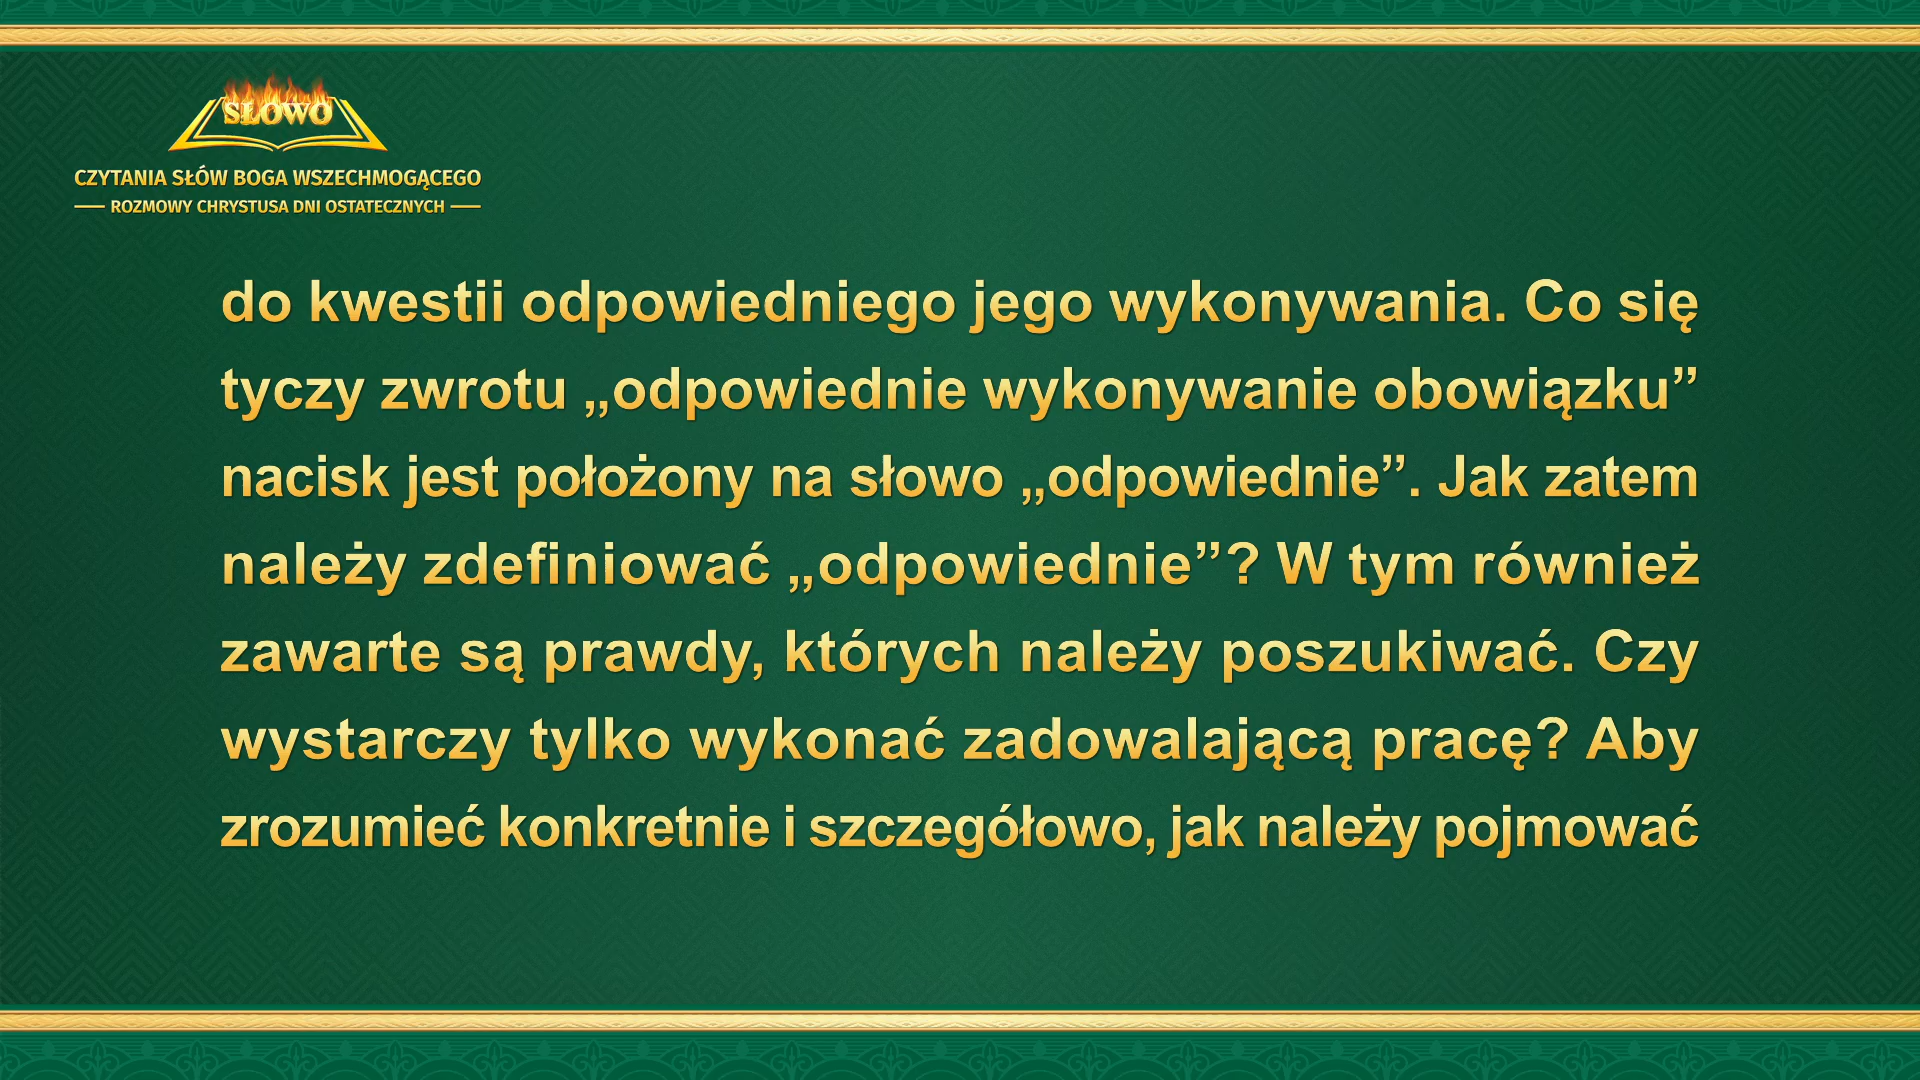 SŁOWO
CZYTANIA SŁÓW BOGA WSZECHMOGĄCEGO
ROZMOWY CHRYSTUSA DNI OSTATECZNYCH
do kwestii odpowiedniego jego wykonywania. Co się
tyczy zwrotu „odpowiednie wykonywanie obowiązku”
nacisk jest położony na słowo „odpowiednie”. Jak zatem
należy zdefiniować „odpowiednie”? W tym również
zawarte są prawdy, których należy poszukiwać. Czy
wystarczy tylko wykonać zadowalającą pracę? Aby
zrozumieć konkretnie i szczegółowo, jak należy pojmować